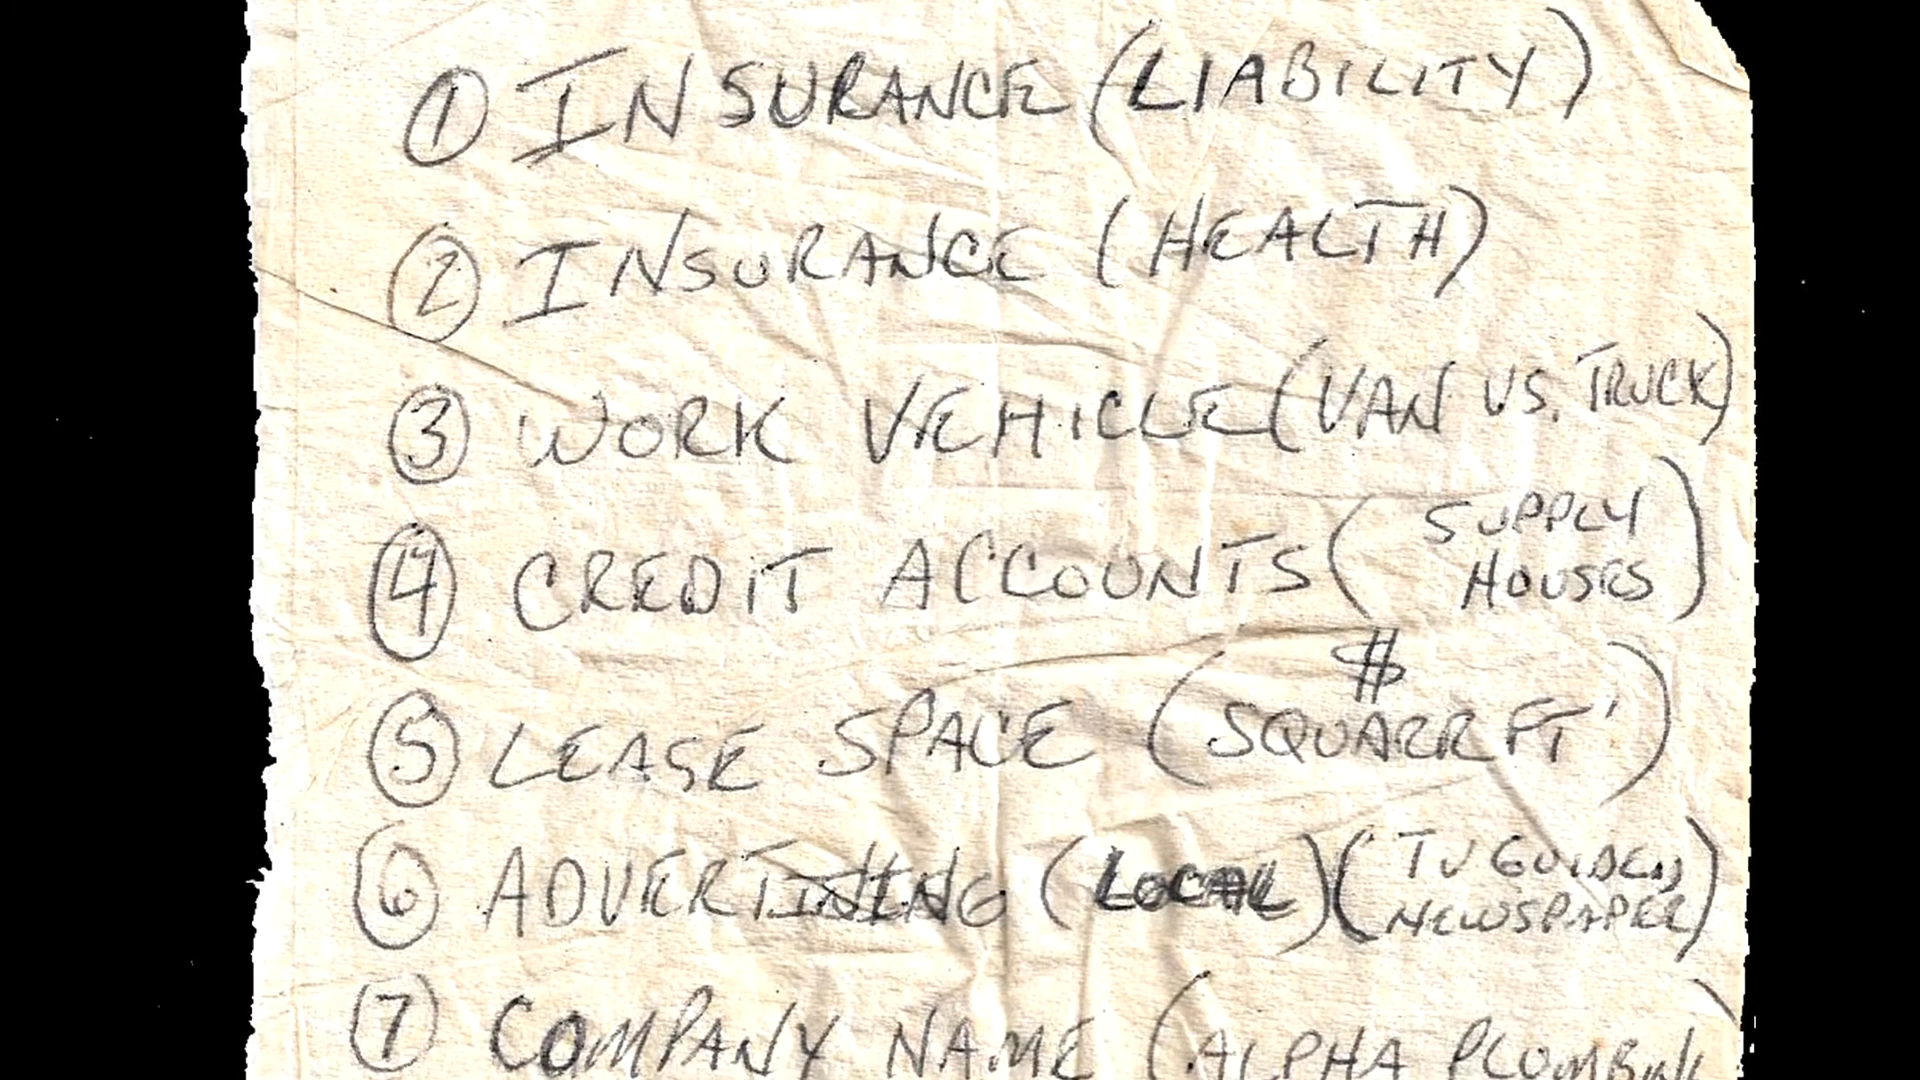 ① INSURANCE (LIABILITY)
② INSURANCE (HEALTH)
③ WORK VEHICLE (VAN VS. TRUCK)
④ CREDIT ACCOUNTS (SUPPLY HOUSES)
⑤ LEASE SPACE ($ SQUARE FT')
⑥ ADVERTISING (LOCAL) (TV GUIDE, NEWSPAPER)
⑦ COMPANY NAME (ALPHA PLUMBING